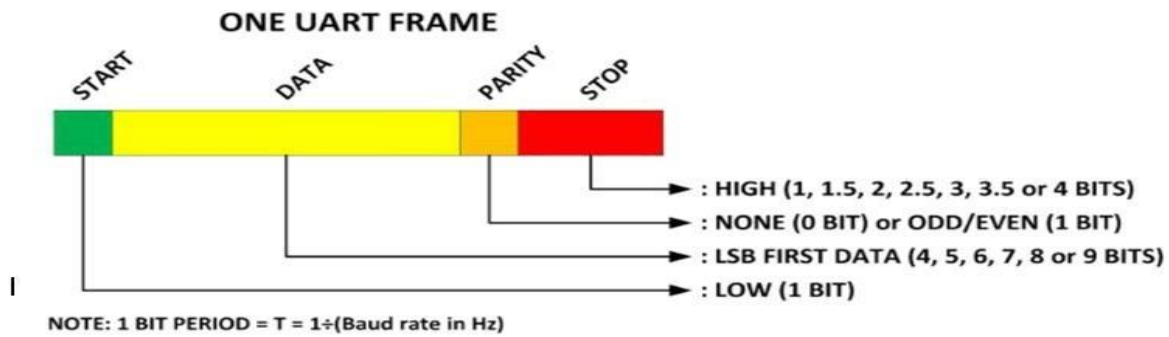 ONE UART FRAME
START DATA PARITY STOP
: HIGH (1, 1.5, 2, 2.5, 3, 3.5 or 4 BITS)
: NONE (0 BIT) or ODD/EVEN (1 BIT)
: LSB FIRST DATA (4, 5, 6, 7, 8 or 9 BITS)
I : LOW (1 BIT)
NOTE: 1 BIT PERIOD = T = 1÷(Baud rate in Hz)